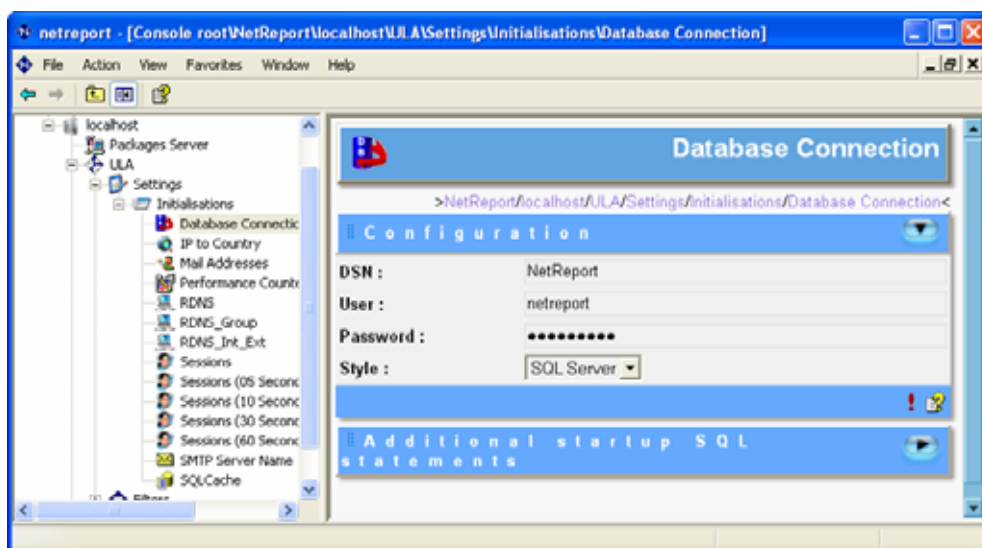 netreport - [Console root\NetReport\localhost\ULA\Settings\Initialisations\Database Connection]
File Action View Favorites Window Help
localhost
Packages Server
ULA
Settings
Initialisations
Database Connectic
IP to Country
Mail Addresses
Performance Counte
RDNS
RDNS_Group
RDNS_Int_Ext
Sessions
Sessions (05 Seconc
Sessions (10 Seconc
Sessions (30 Seconc
Sessions (60 Seconc
SMTP Server Name
SQLCache
Filters
Database Connection
>NetReport/localhost/ULA/Settings/Initialisations/Database Connection<
Configuration
DSN : NetReport
User : netreport
Password : •••••••••
Style : SQL Server
Additional startup SQL
statements